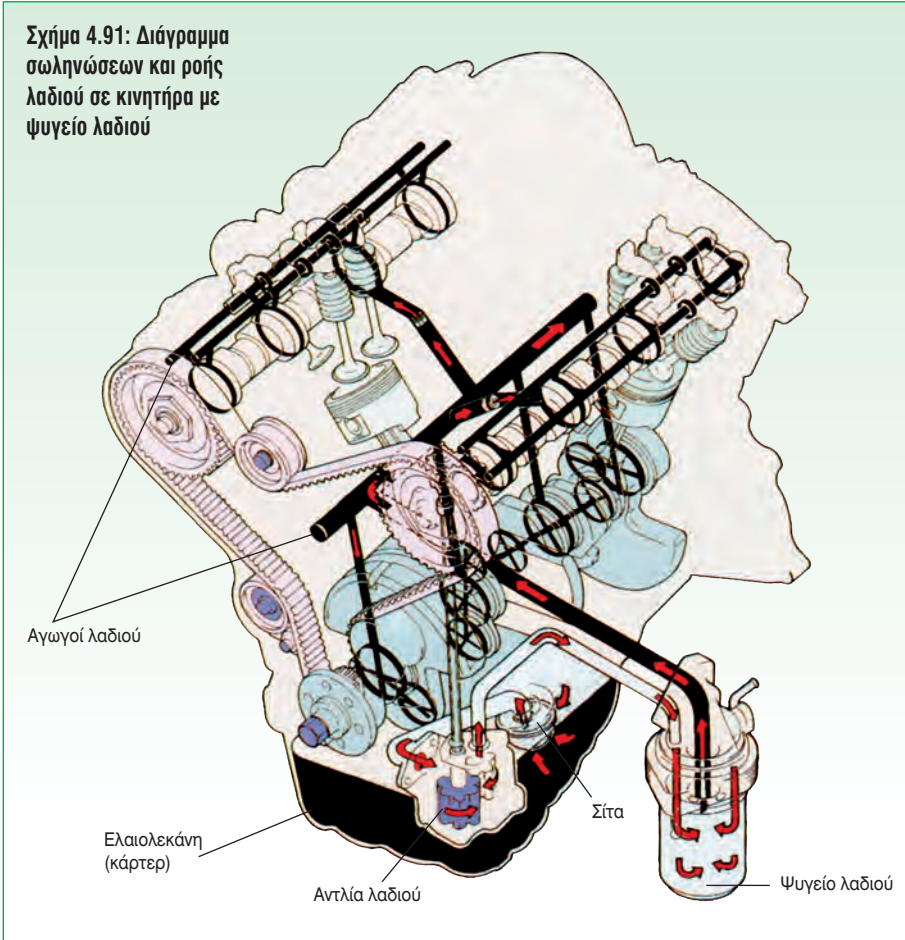 Σχήμα 4.91: Διάγραμμα
σωληνώσεων και ροής
λαδιού σε κινητήρα με
ψυγείο λαδιού
Αγωγοί λαδιού
Σίτα
Ελαιολεκάνη
(κάρτερ)
Αντλία λαδιού
Ψυγείο λαδιού